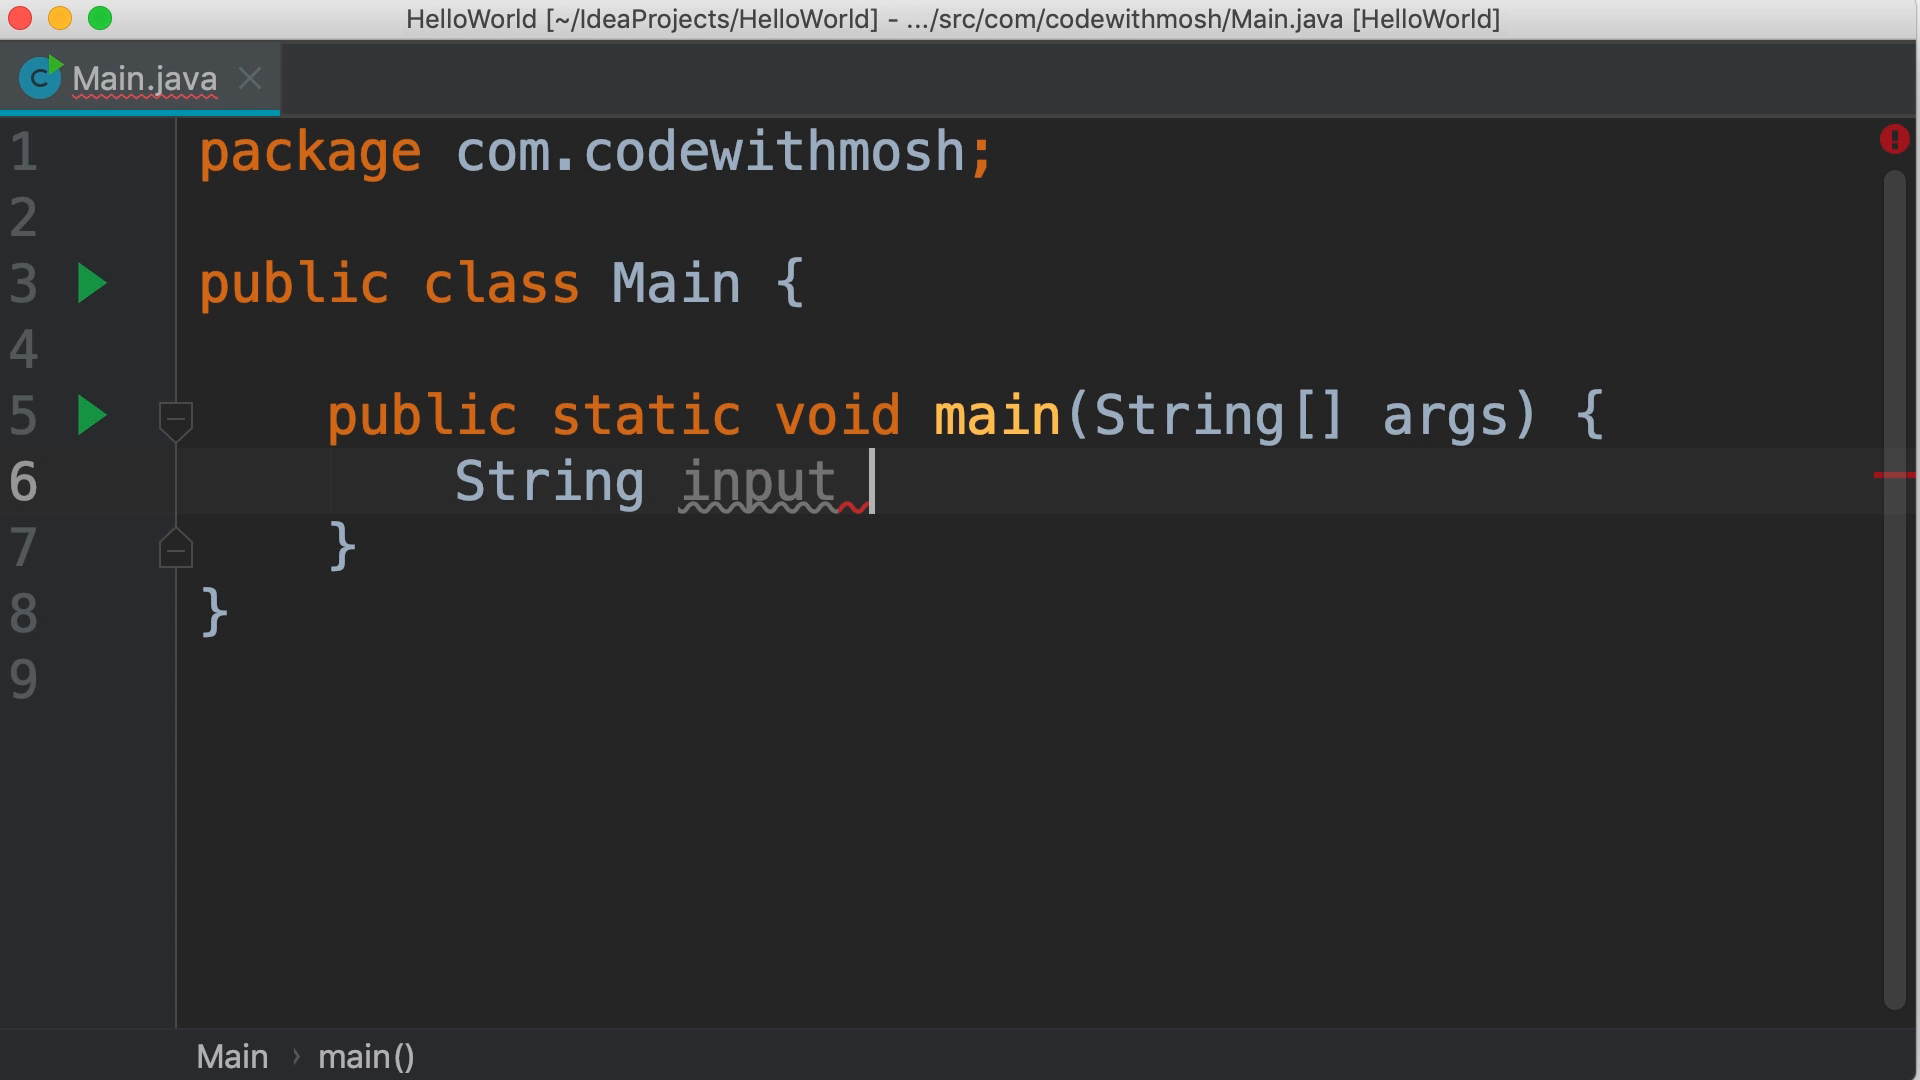 HelloWorld [~/IdeaProjects/HelloWorld] - .../src/com/codewithmosh/Main.java [HelloWorld]
Main.java
1 package com.codewithmosh;
2
3 public class Main {
4
5 public static void main(String[] args) {
6 String input
7 }
8 }
9
Main › main()